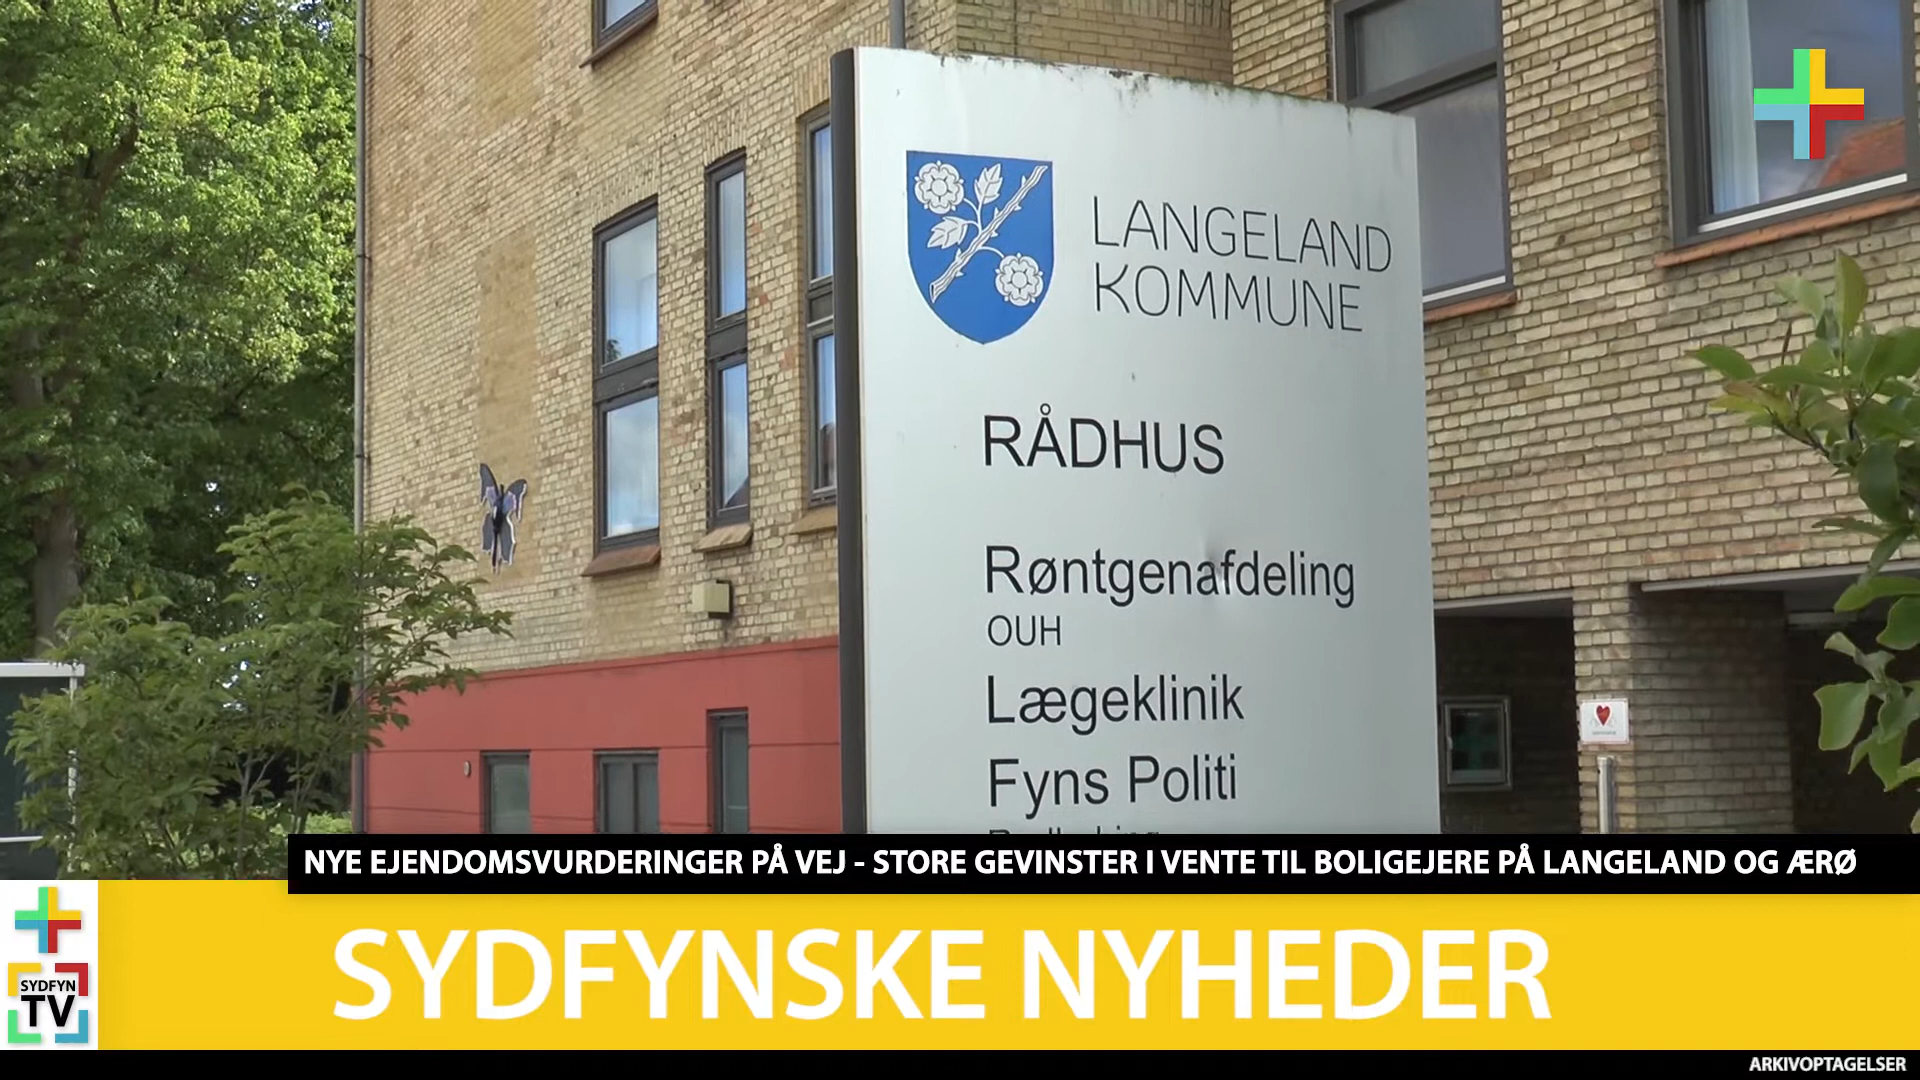 LANGELAND
KOMMUNE
RÅDHUS
Røntgenafdeling
OUH
Lægeklinik
Fyns Politi
NYE EJENDOMSVURDERINGER PÅ VEJ - STORE GEVINSTER I VENTE TIL BOLIGEJERE PÅ LANGELAND OG ÆRØ
SYDFYNSKE NYHEDER
SYDFYN
TV
ARKIVOPTAGELSER